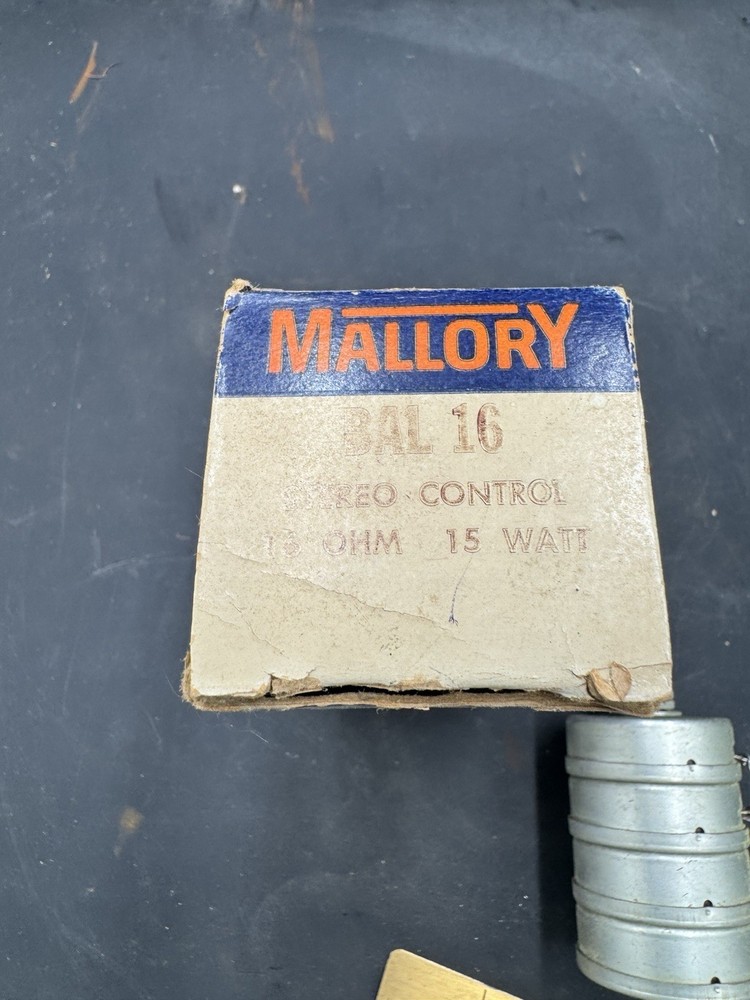 MALLORY
BAL 16
STEREO CONTROL
16 OHM 15 WATT